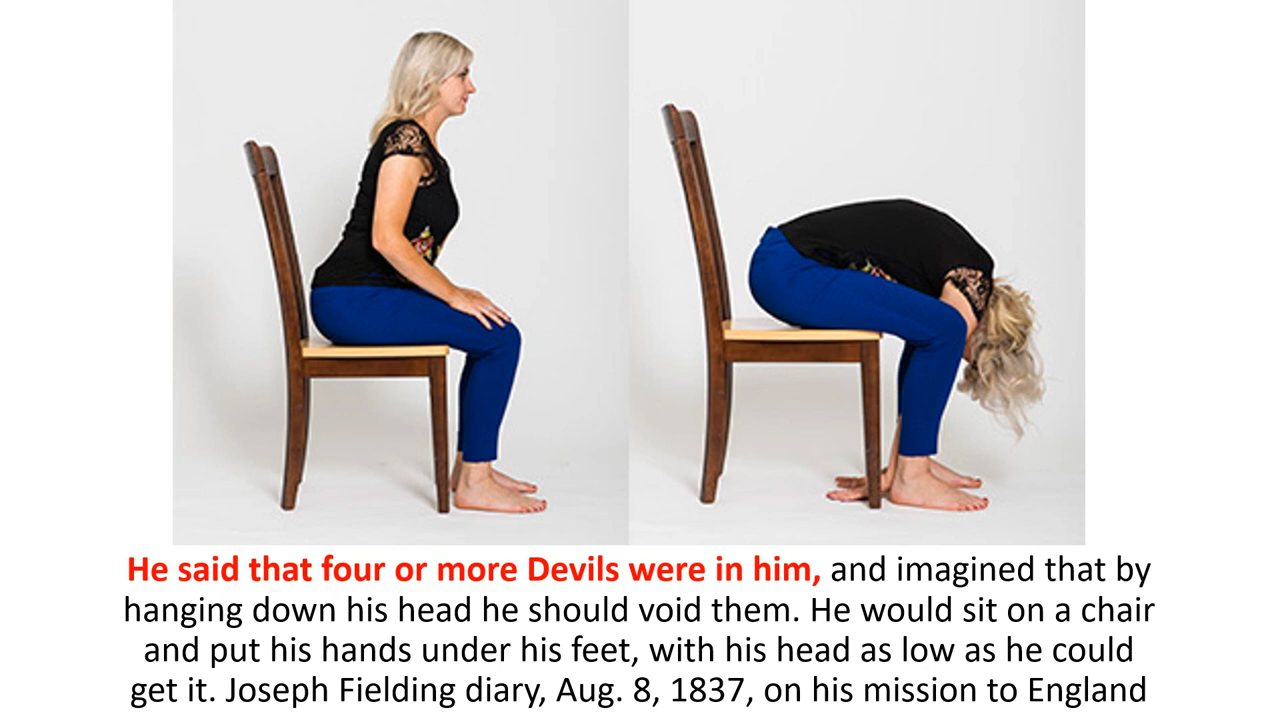 He said that four or more Devils were in him, and imagined that by
hanging down his head he should void them. He would sit on a chair
and put his hands under his feet, with his head as low as he could
get it. Joseph Fielding diary, Aug. 8, 1837, on his mission to England